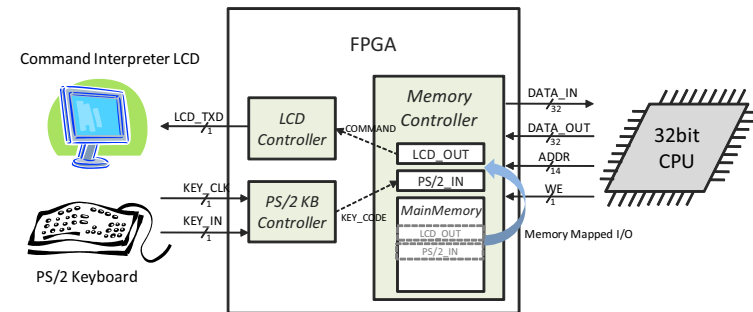 FPGA
Command Interpreter LCD
LCD_TXD
1
LCD
Controller
COMMAND
KEY_CLK
1
KEY_IN
1
PS/2 KB
Controller
KEY_CODE
PS/2 Keyboard
Memory
Controller
LCD_OUT
PS/2_IN
MainMemory
LCD_OUT
PS/2_IN
DATA_IN
32
DATA_OUT
32
ADDR
14
WE
1
Memory Mapped I/O
32bit
CPU